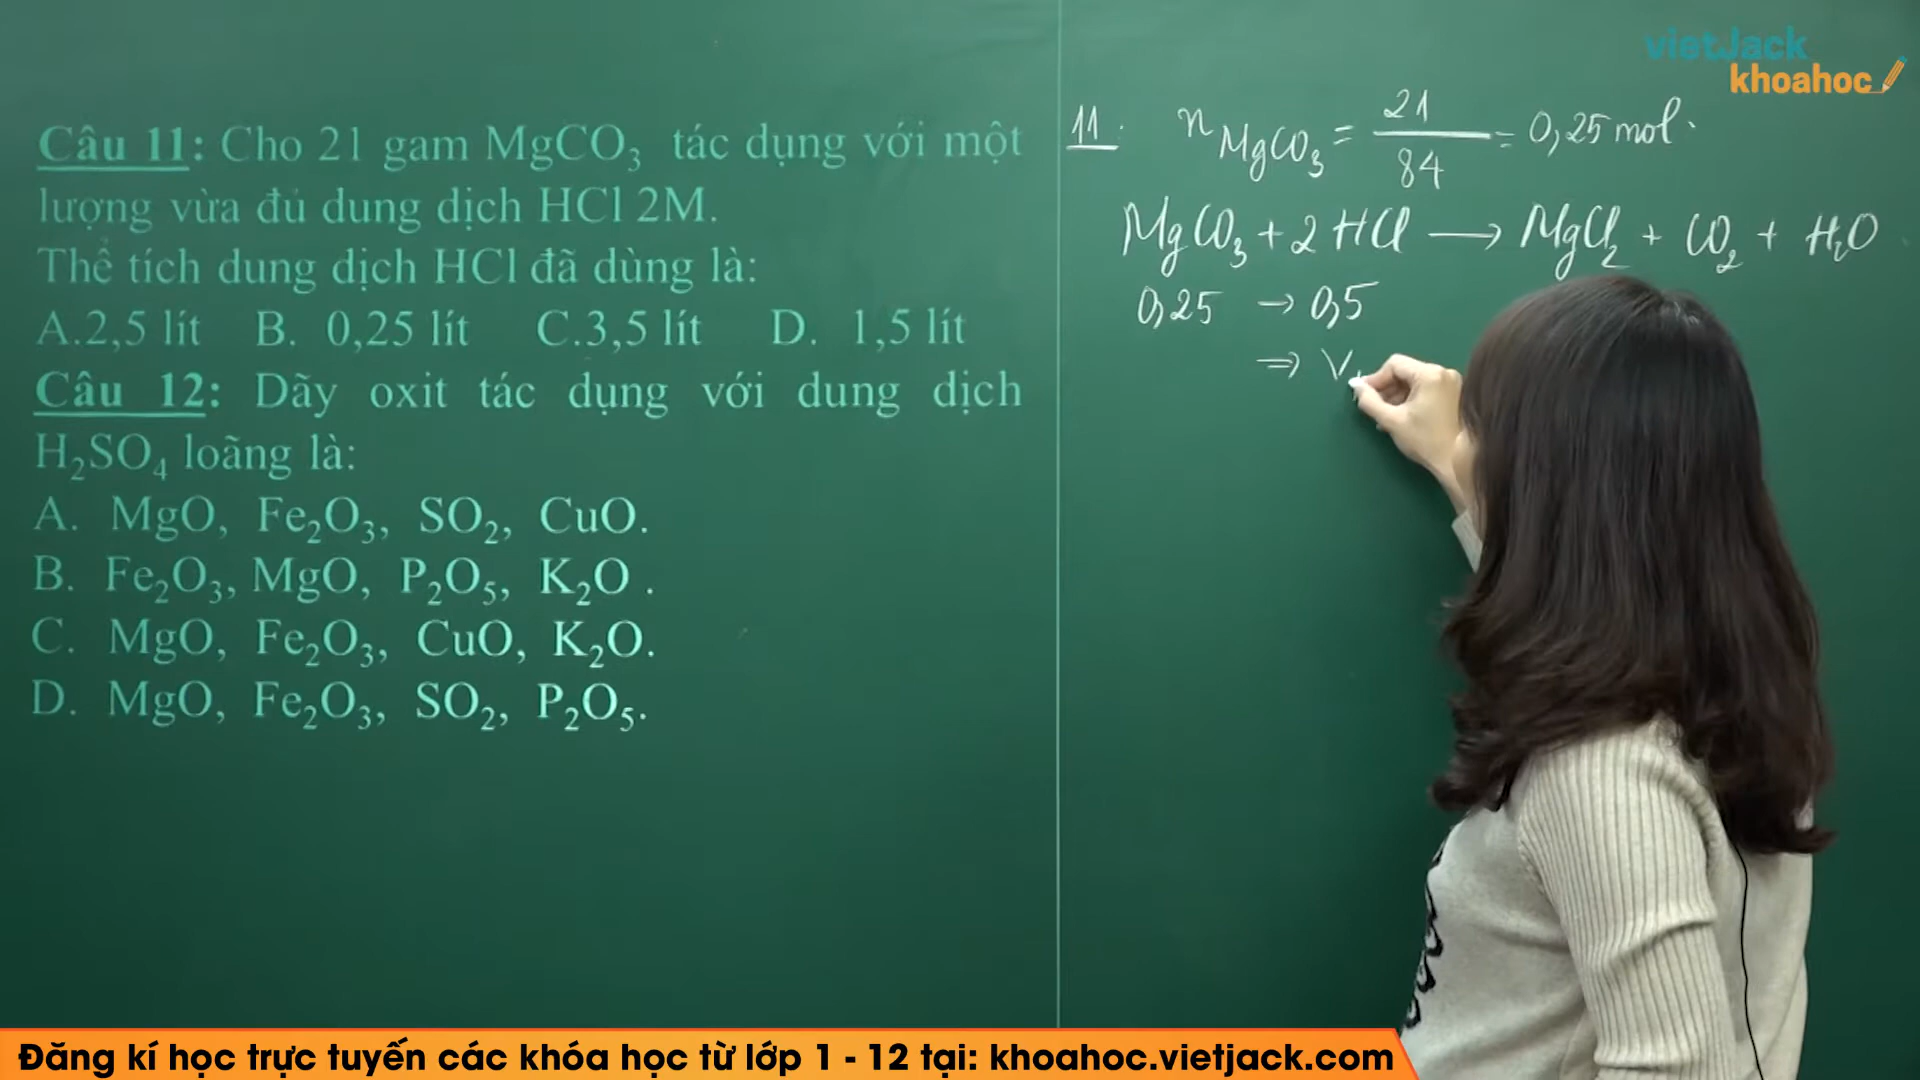 vietJack
khoahoc
Câu 11: Cho 21 gam MgCO₃ tác dụng với một
lượng vừa đủ dung dịch HCl 2M.
Thể tích dung dịch HCl đã dùng là:
A.2,5 lít B. 0,25 lít C.3,5 lít D. 1,5 lít
Câu 12: Dãy oxit tác dụng với dung dịch
H₂SO₄ loãng là:
A. MgO, Fe₂O₃, SO₂, CuO.
B. Fe₂O₃, MgO, P₂O₅, K₂O .
C. MgO, Fe₂O₃, CuO, K₂O.
D. MgO, Fe₂O₃, SO₂, P₂O₅.
11: n MgCO₃ = 21/84 = 0,25 mol.
MgCO₃ + 2HCl → MgCl₂ + CO₂ + H₂O
0,25 → 0,5
⇒ V
Đăng kí học trực tuyến các khóa học từ lớp 1 - 12 tại: khoahoc.vietjack.com